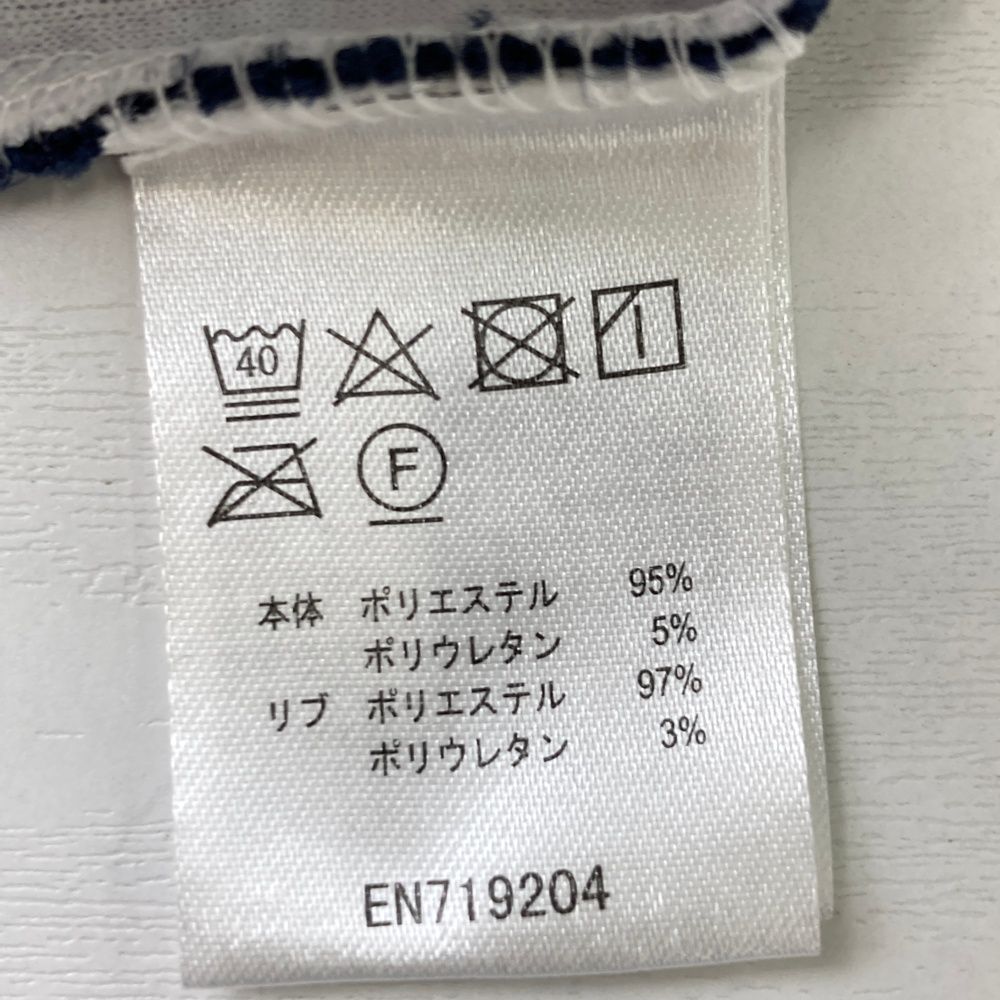 40
F
本体 ポリエステル 95%
ポリウレタン 5%
リブ ポリエステル 97%
ポリウレタン 3%
EN719204